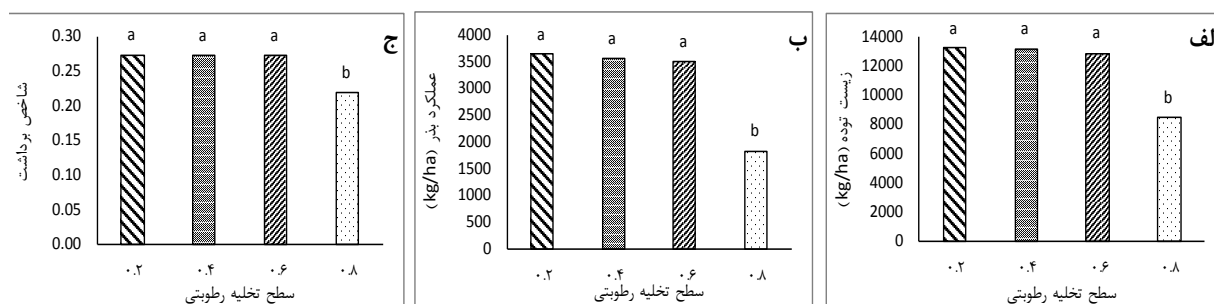 الف
زیست توده (kg/ha)
14000
12000
10000
8000
6000
4000
2000
0
a a a b
۰.۲ ۰.۴ ۰.۶ ۰.۸
سطح تخلیه رطوبتی
ب
عملکرد بذر (kg/ha)
4000
3500
3000
2500
2000
1500
1000
500
0
a a a b
۰.۲ ۰.۴ ۰.۶ ۰.۸
سطح تخلیه رطوبتی
ج
شاخص برداشت
0.30
0.25
0.20
0.15
0.10
0.05
0.00
a a a b
۰.۲ ۰.۴ ۰.۶ ۰.۸
سطح تخلیه رطوبتی